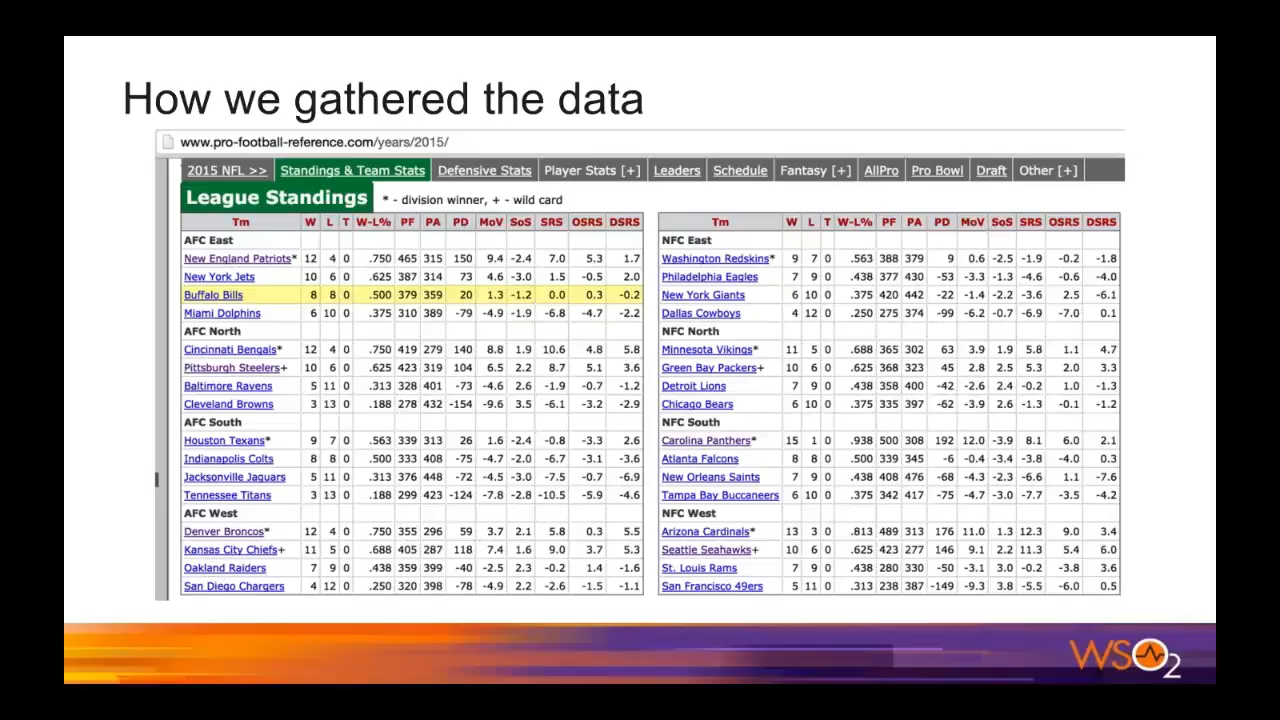 How we gathered the data
www.pro-football-reference.com/years/2015/
2015 NFL >> Standings & Team Stats Defensive Stats Player Stats [+] Leaders Schedule Fantasy [+] AllPro Pro Bowl Draft Other [+]
League Standings * - division winner, + - wild card
Tm W L T W-L% PF PA PD MoV SoS SRS OSRS DSRS
AFC East
New England Patriots* 12 4 0 .750 465 315 150 9.4 -2.4 7.0 5.3 1.7
New York Jets 10 6 0 .625 387 314 73 4.6 -3.0 1.5 -0.5 2.0
Buffalo Bills 8 8 0 .500 379 359 20 1.3 -1.2 0.0 0.3 -0.2
Miami Dolphins 6 10 0 .375 310 389 -79 -4.9 -1.9 -6.8 -4.7 -2.2
AFC North
Cincinnati Bengals* 12 4 0 .750 419 279 140 8.8 1.9 10.6 4.8 5.8
Pittsburgh Steelers+ 10 6 0 .625 423 319 104 6.5 2.2 8.7 5.1 3.6
Baltimore Ravens 5 11 0 .313 328 401 -73 -4.6 2.6 -1.9 -0.7 -1.2
Cleveland Browns 3 13 0 .188 278 432 -154 -9.6 3.5 -6.1 -3.2 -2.9
AFC South
Houston Texans* 9 7 0 .563 339 313 26 1.6 -2.4 -0.8 -3.3 2.6
Indianapolis Colts 8 8 0 .500 333 408 -75 -4.7 -2.0 -6.7 -3.1 -3.6
Jacksonville Jaguars 5 11 0 .313 376 448 -72 -4.5 -3.0 -7.5 -0.7 -6.9
Tennessee Titans 3 13 0 .188 299 423 -124 -7.8 -2.8 -10.5 -5.9 -4.6
AFC West
Denver Broncos* 12 4 0 .750 355 296 59 3.7 2.1 5.8 0.3 5.5
Kansas City Chiefs+ 11 5 0 .688 405 287 118 7.4 1.6 9.0 3.7 5.3
Oakland Raiders 7 9 0 .438 359 399 -40 -2.5 2.3 -0.2 1.4 -1.6
San Diego Chargers 4 12 0 .250 320 398 -78 -4.9 2.2 -2.6 -1.5 -1.1
Tm W L T W-L% PF PA PD MoV SoS SRS OSRS DSRS
NFC East
Washington Redskins* 9 7 0 .563 388 379 9 0.6 -2.5 -1.9 -0.2 -1.8
Philadelphia Eagles 7 9 0 .438 377 430 -53 -3.3 -1.3 -4.6 -0.6 -4.0
New York Giants 6 10 0 .375 420 442 -22 -1.4 -2.2 -3.6 2.5 -6.1
Dallas Cowboys 4 12 0 .250 275 374 -99 -6.2 -0.7 -6.9 -7.0 0.1
NFC North
Minnesota Vikings* 11 5 0 .688 365 302 63 3.9 1.9 5.8 1.1 4.7
Green Bay Packers+ 10 6 0 .625 368 323 45 2.8 2.5 5.3 2.0 3.3
Detroit Lions 7 9 0 .438 358 400 -42 -2.6 2.4 -0.2 1.0 -1.3
Chicago Bears 6 10 0 .375 335 397 -62 -3.9 2.6 -1.3 -0.1 -1.2
NFC South
Carolina Panthers* 15 1 0 .938 500 308 192 12.0 -3.9 8.1 6.0 2.1
Atlanta Falcons 8 8 0 .500 339 345 -6 -0.4 -3.4 -3.8 -4.0 0.3
New Orleans Saints 7 9 0 .438 408 476 -68 -4.3 -2.3 -6.6 1.1 -7.6
Tampa Bay Buccaneers 6 10 0 .375 342 417 -75 -4.7 -3.0 -7.7 -3.5 -4.2
NFC West
Arizona Cardinals* 13 3 0 .813 489 313 176 11.0 1.3 12.3 9.0 3.4
Seattle Seahawks+ 10 6 0 .625 423 277 146 9.1 2.2 11.3 5.4 6.0
St. Louis Rams 7 9 0 .438 280 330 -50 -3.1 3.0 -0.2 -3.8 3.6
San Francisco 49ers 5 11 0 .313 238 387 -149 -9.3 3.8 -5.5 -6.0 0.5
WSO2